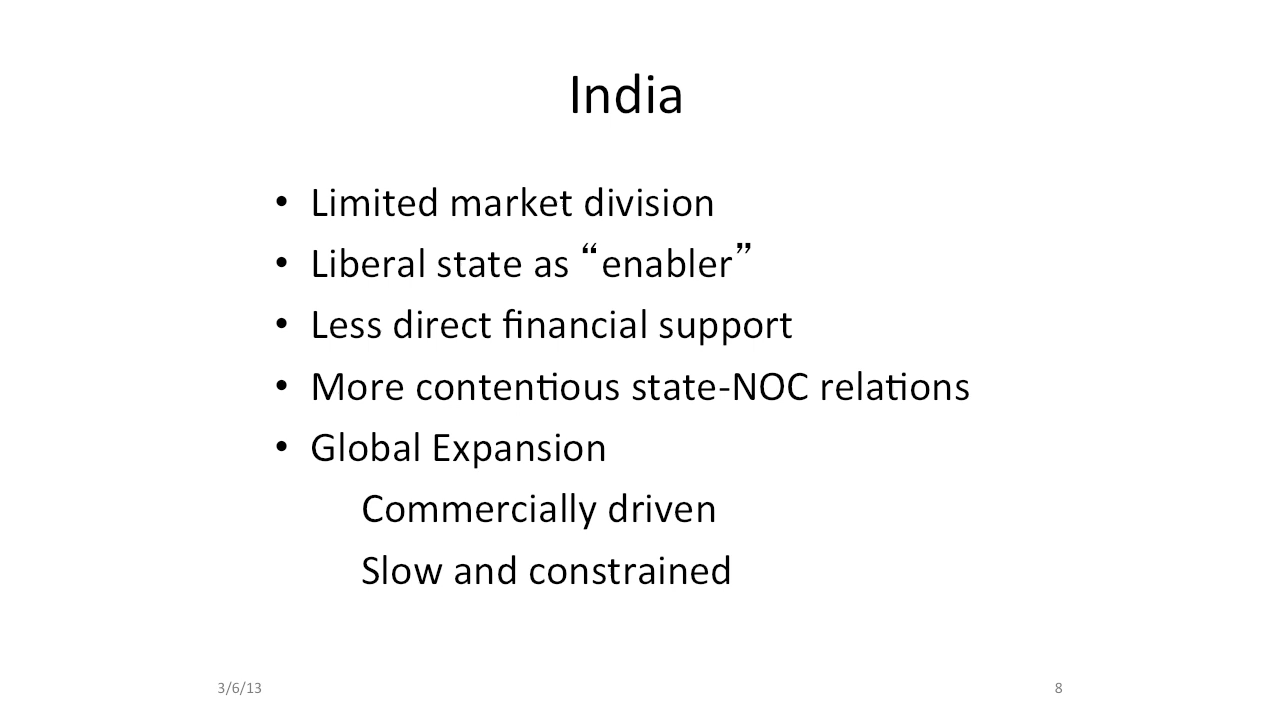 India
• Limited market division
• Liberal state as “enabler”
• Less direct financial support
• More contentious state-NOC relations
• Global Expansion
Commercially driven
Slow and constrained
3/6/13
8